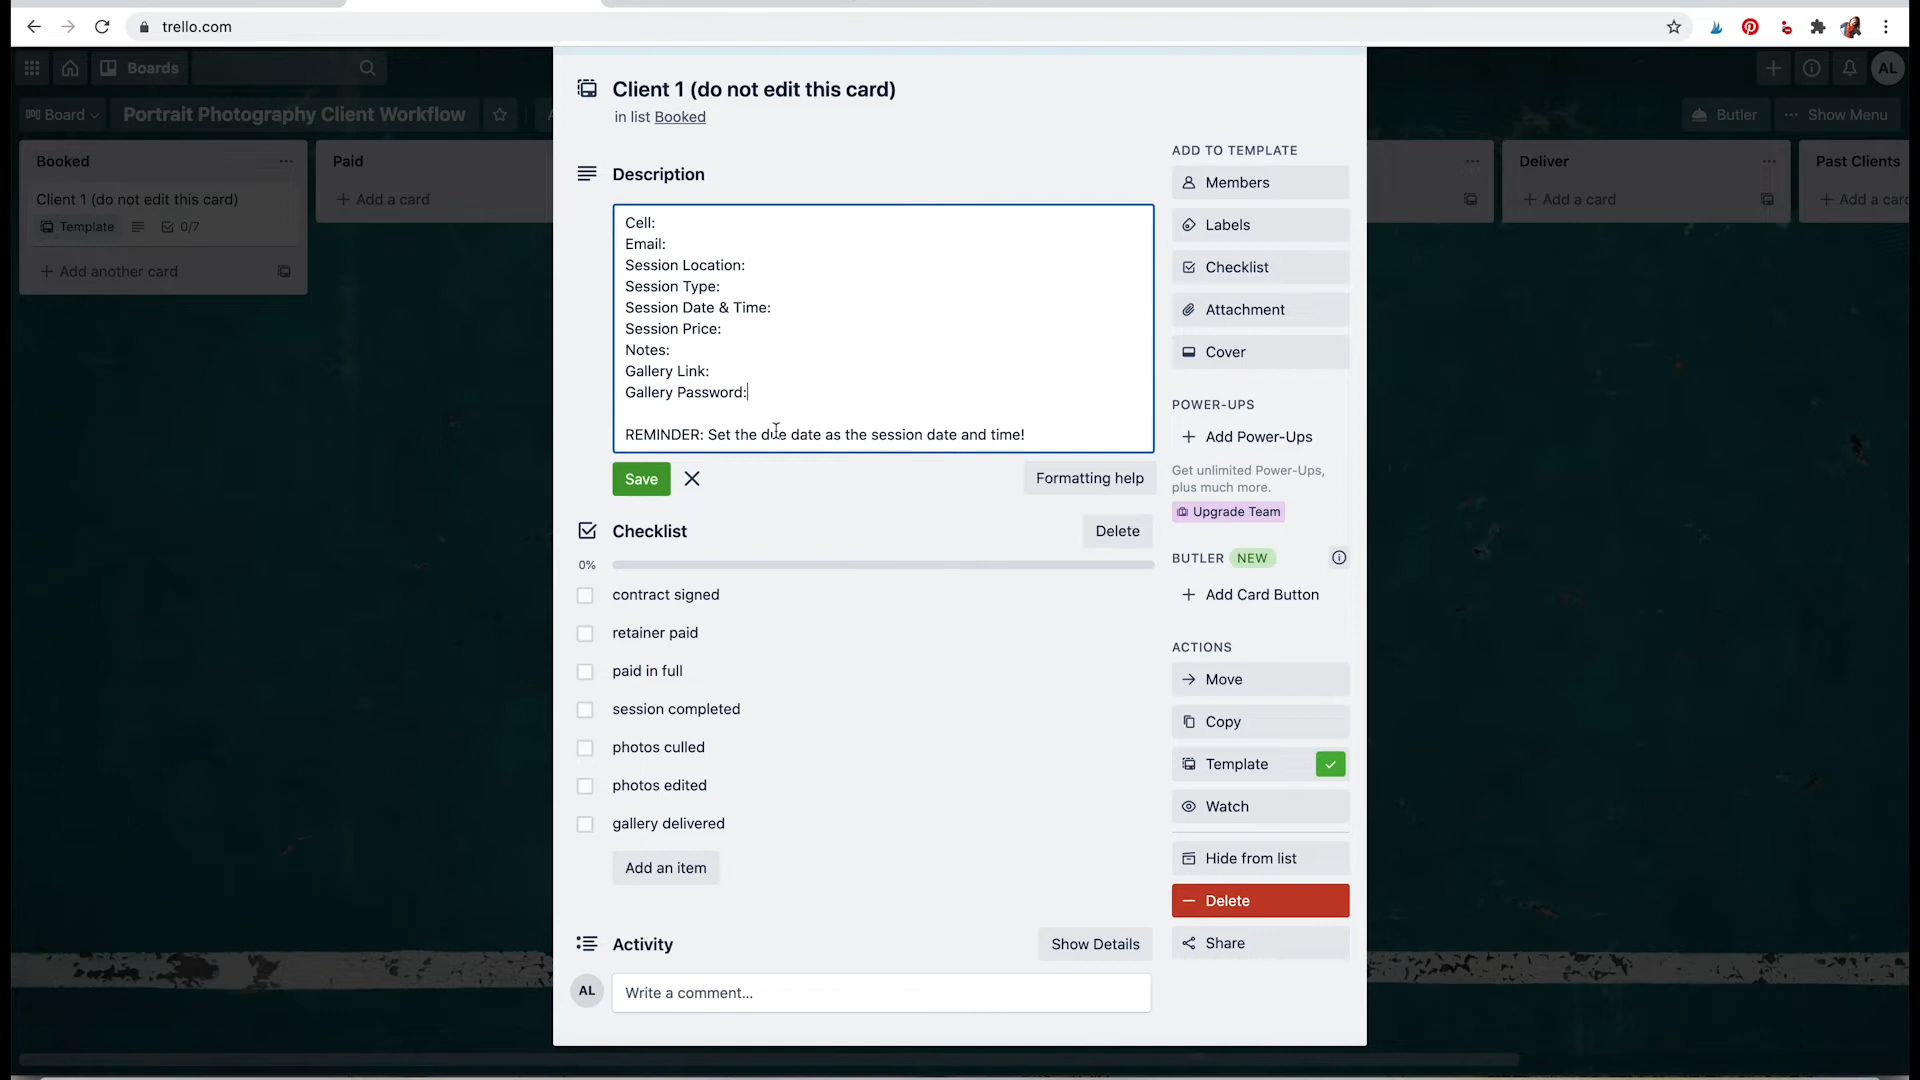 trello.com
Boards
AL
Board
Portrait Photography Client Workflow
Butler
Show Menu
Booked
Client 1 (do not edit this card)
Template
0/7
Add another card
Paid
Add a card
Deliver
Add a card
Past Clients
Client 1 (do not edit this card)
in list Booked
Description
Cell:
Email:
Session Location:
Session Type:
Session Date & Time:
Session Price:
Notes:
Gallery Link:
Gallery Password:
REMINDER: Set the due date as the session date and time!
Save
Formatting help
Checklist
Delete
0%
contract signed
retainer paid
paid in full
session completed
photos culled
photos edited
gallery delivered
Add an item
Activity
Show Details
AL
Write a comment...
ADD TO TEMPLATE
Members
Labels
Checklist
Attachment
Cover
POWER-UPS
Add Power-Ups
Get unlimited Power-Ups,
plus much more.
Upgrade Team
BUTLER NEW
Add Card Button
ACTIONS
Move
Copy
Template
Watch
Hide from list
Delete
Share